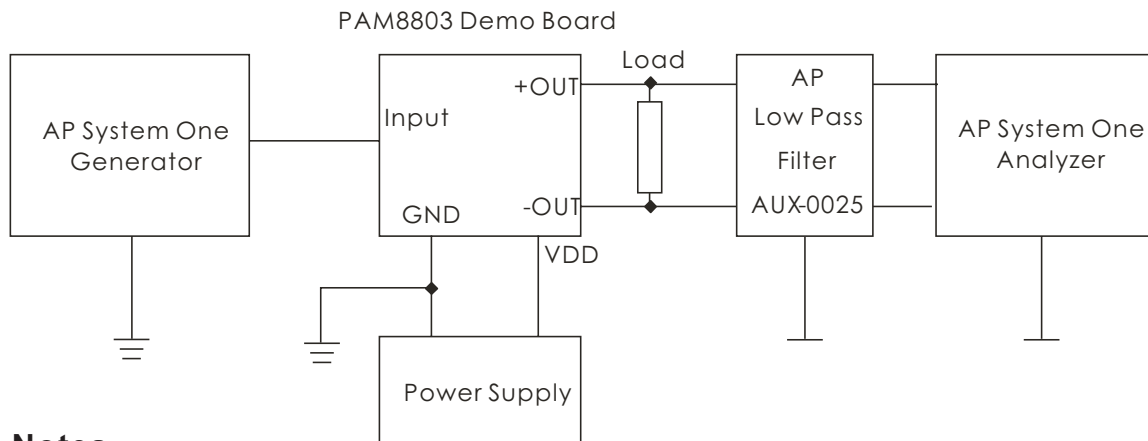 PAM8803 Demo Board
AP System One
Generator
Input
+OUT
-OUT
GND
VDD
Load
AP
Low Pass
Filter
AUX-0025
AP System One
Analyzer
Power Supply